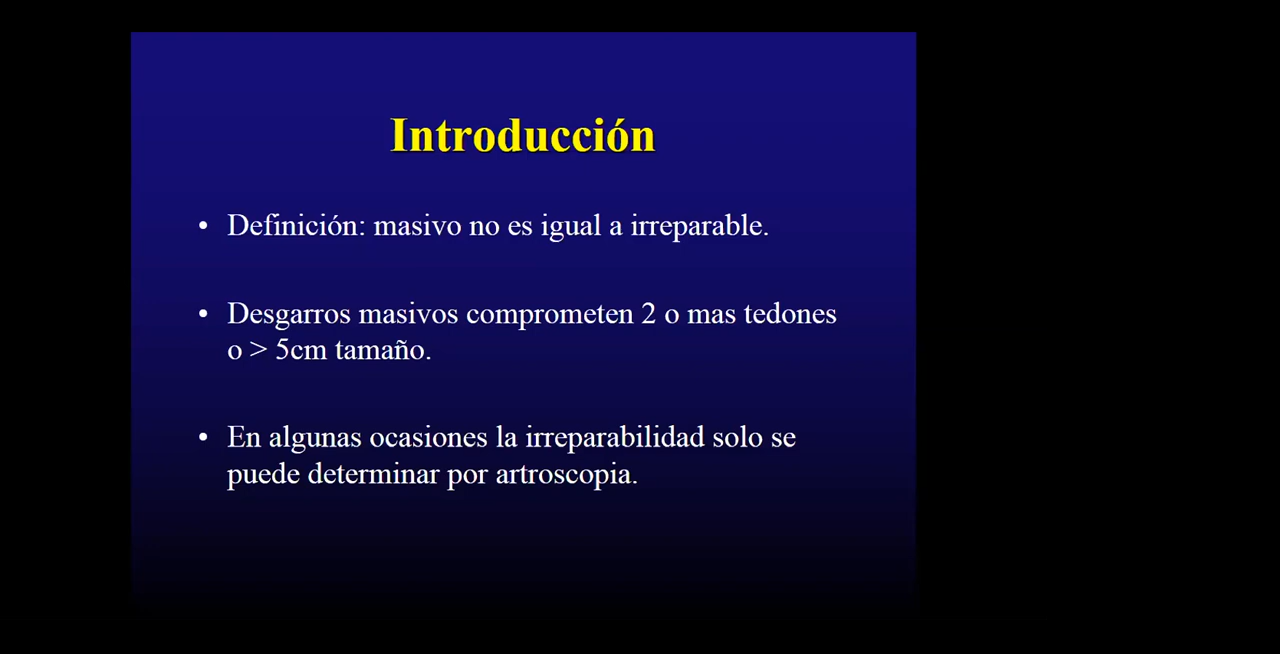 Introducción
• Definición: masivo no es igual a irreparable.
• Desgarros masivos comprometen 2 o mas tedones
o > 5cm tamaño.
• En algunas ocasiones la irreparabilidad solo se
puede determinar por artroscopia.